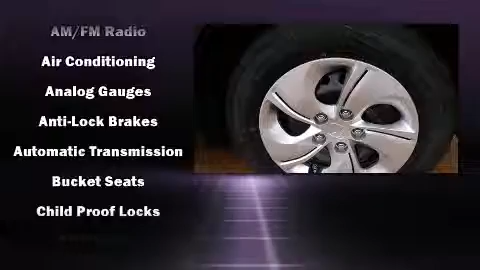 AM/FM Radio
Air Conditioning
Analog Gauges
Anti-Lock Brakes
Automatic Transmission
Bucket Seats
Child Proof Locks